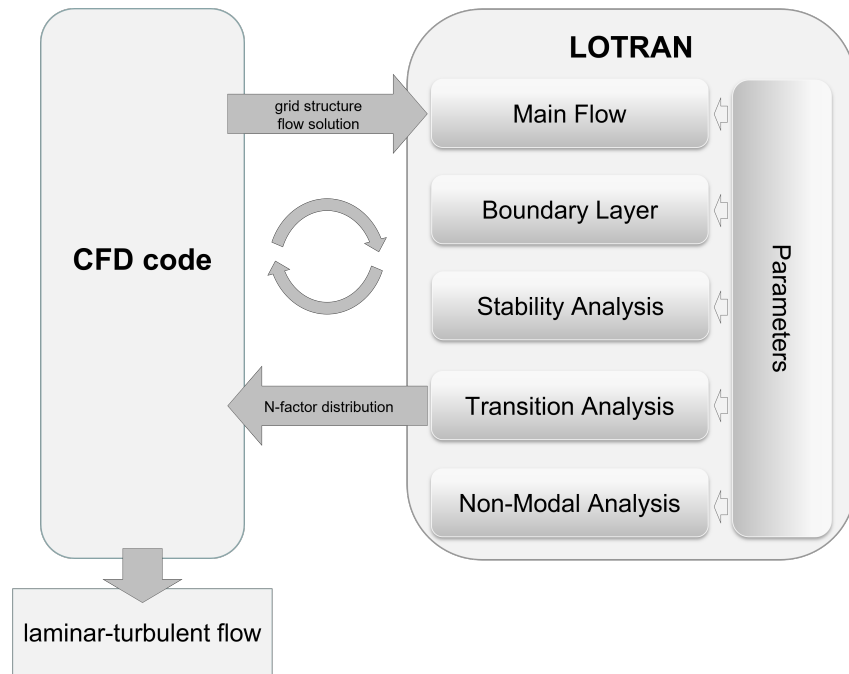 CFD code
grid structure
flow solution
N-factor distribution
laminar-turbulent flow
LOTRAN
Main Flow
Boundary Layer
Stability Analysis
Transition Analysis
Non-Modal Analysis
Parameters